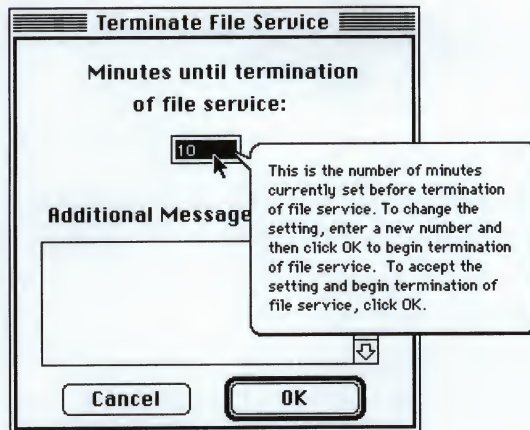 Terminate File Service
Minutes until termination
of file service:
10
This is the number of minutes
currently set before termination
of file service. To change the
setting, enter a new number and
then click OK to begin termination
of file service. To accept the
setting and begin termination of
file service, click OK.
Additional Message
Cancel
OK